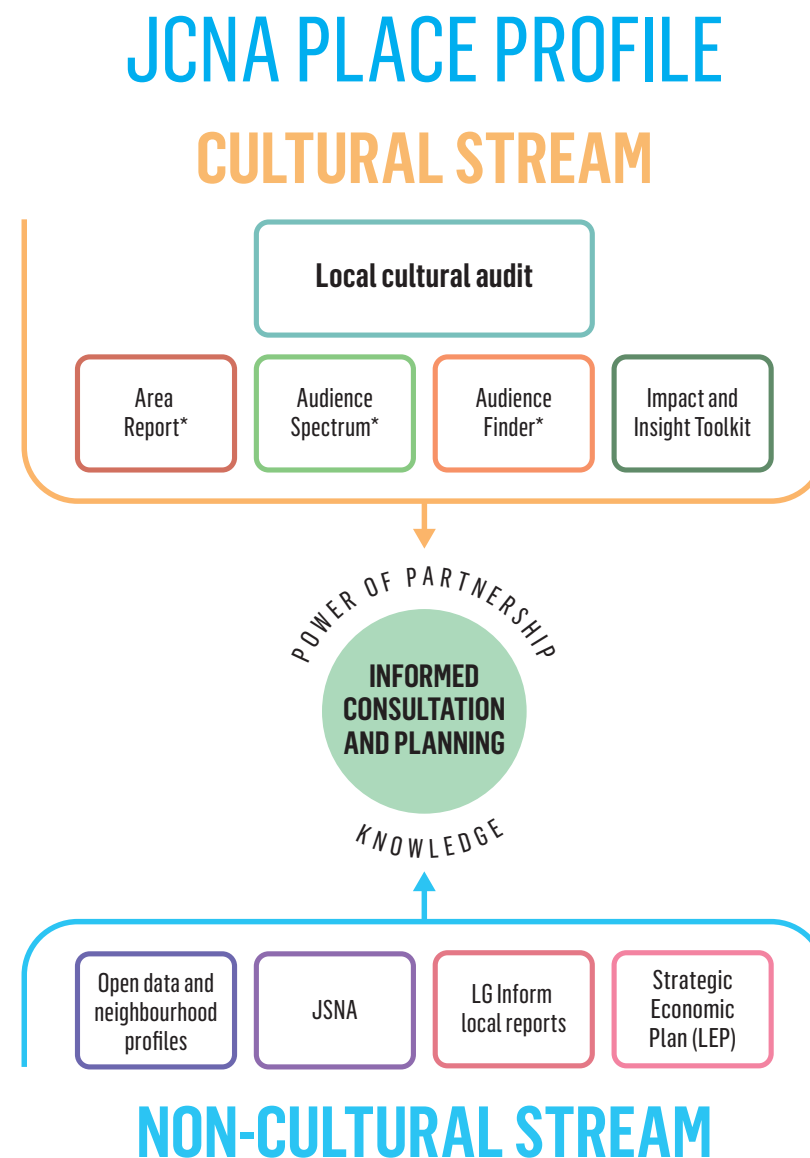 JCNA PLACE PROFILE
CULTURAL STREAM
Local cultural audit
Area
Report*
Audience
Spectrum*
Audience
Finder*
Impact and
Insight Toolkit
POWER OF PARTNERSHIP
INFORMED
CONSULTATION
AND PLANNING
KNOWLEDGE
Open data and
neighbourhood
profiles
JSNA
LG Inform
local reports
Strategic
Economic
Plan (LEP)
NON-CULTURAL STREAM